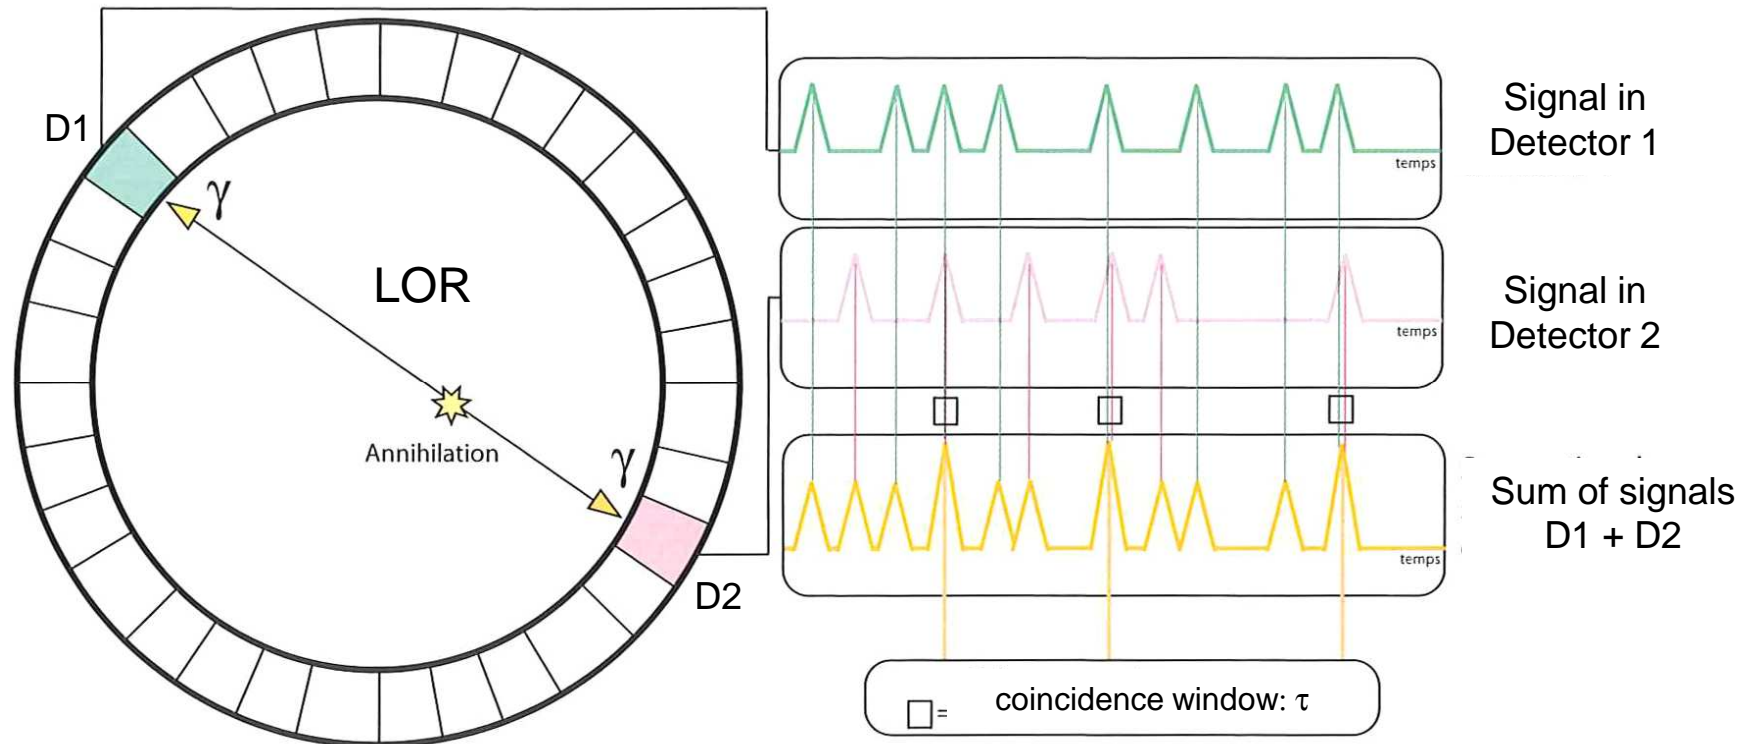 D1
γ
LOR
Annihilation
γ
D2
temps
Signal in
Detector 1
temps
Signal in
Detector 2
temps
Sum of signals
D1 + D2
= coincidence window: τ